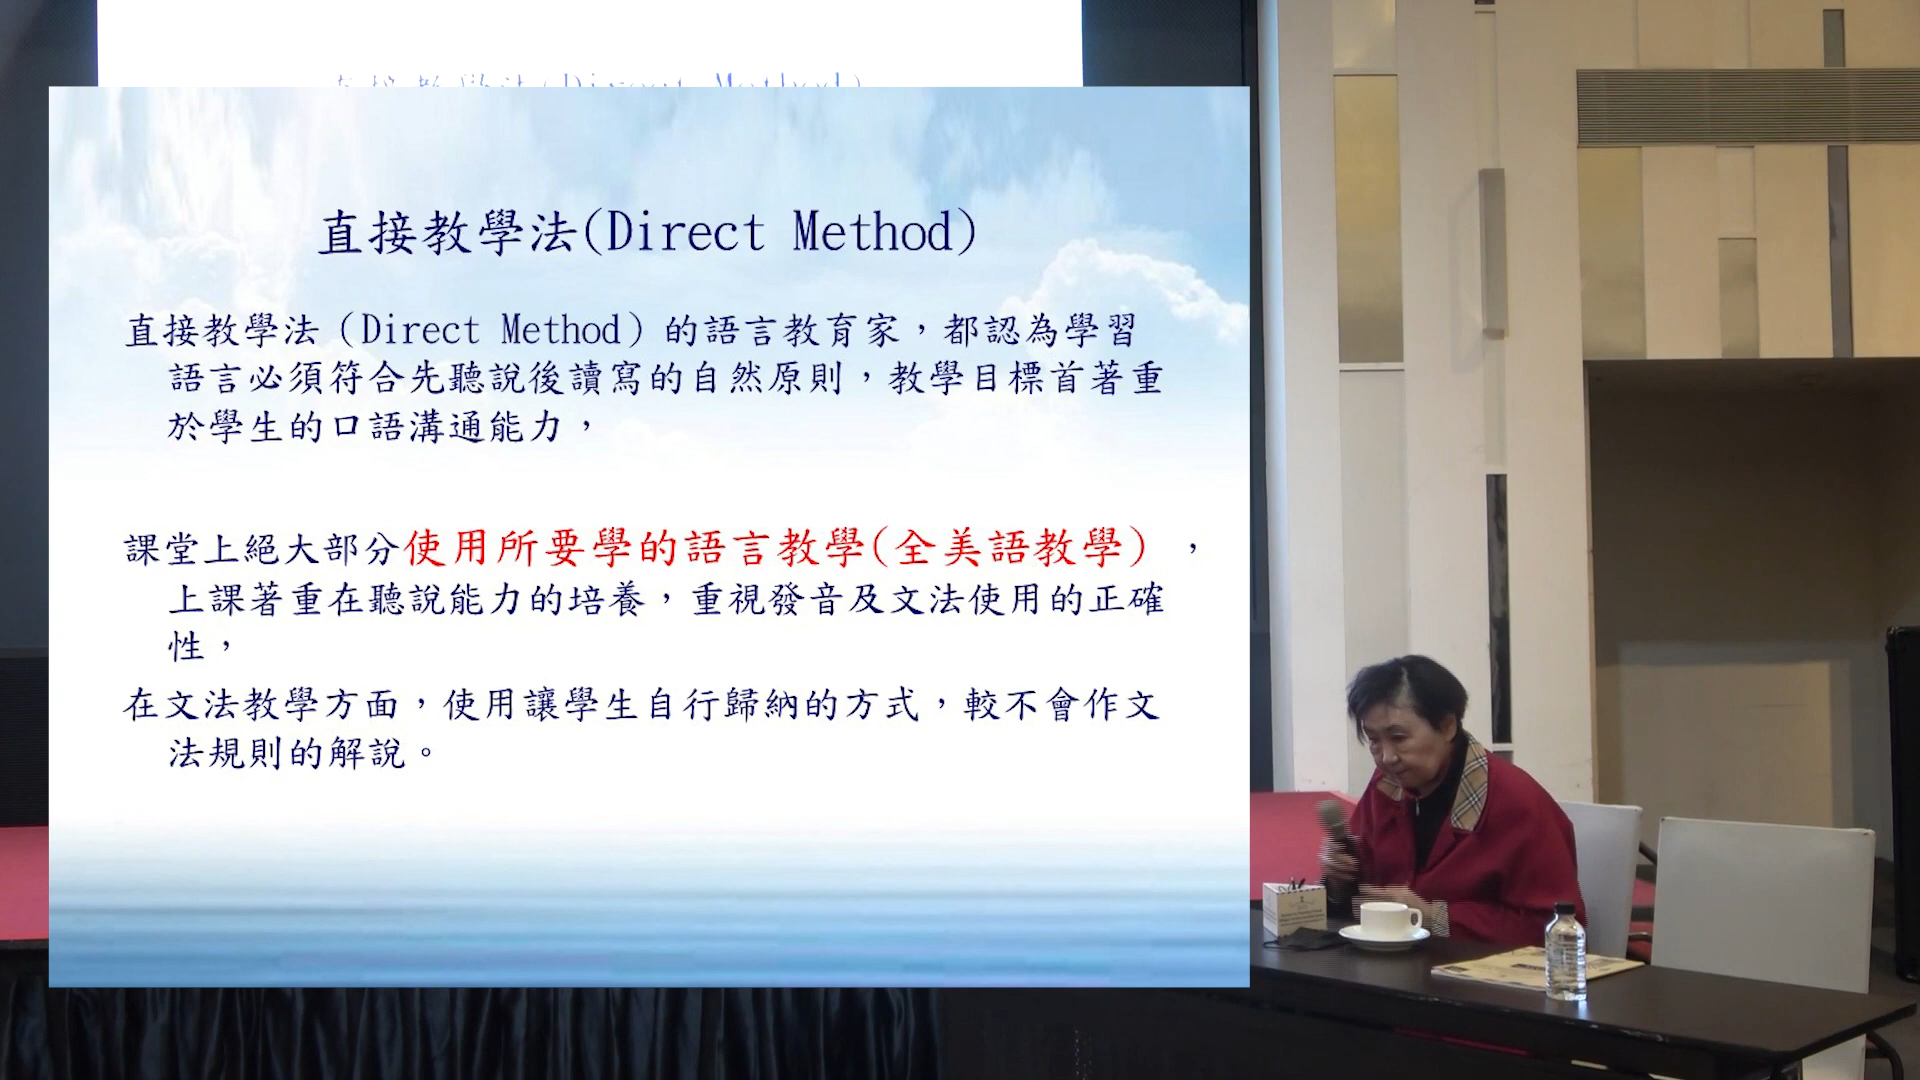 直接教學法(Direct Method)
直接教學法（Direct Method）的語言教育家，都認為學習
語言必須符合先聽說後讀寫的自然原則，教學目標首著重
於學生的口語溝通能力，
課堂上絕大部分使用所要學的語言教學(全美語教學)，
上課著重在聽說能力的培養，重視發音及文法使用的正確
性，
在文法教學方面，使用讓學生自行歸納的方式，較不會作文
法規則的解說。